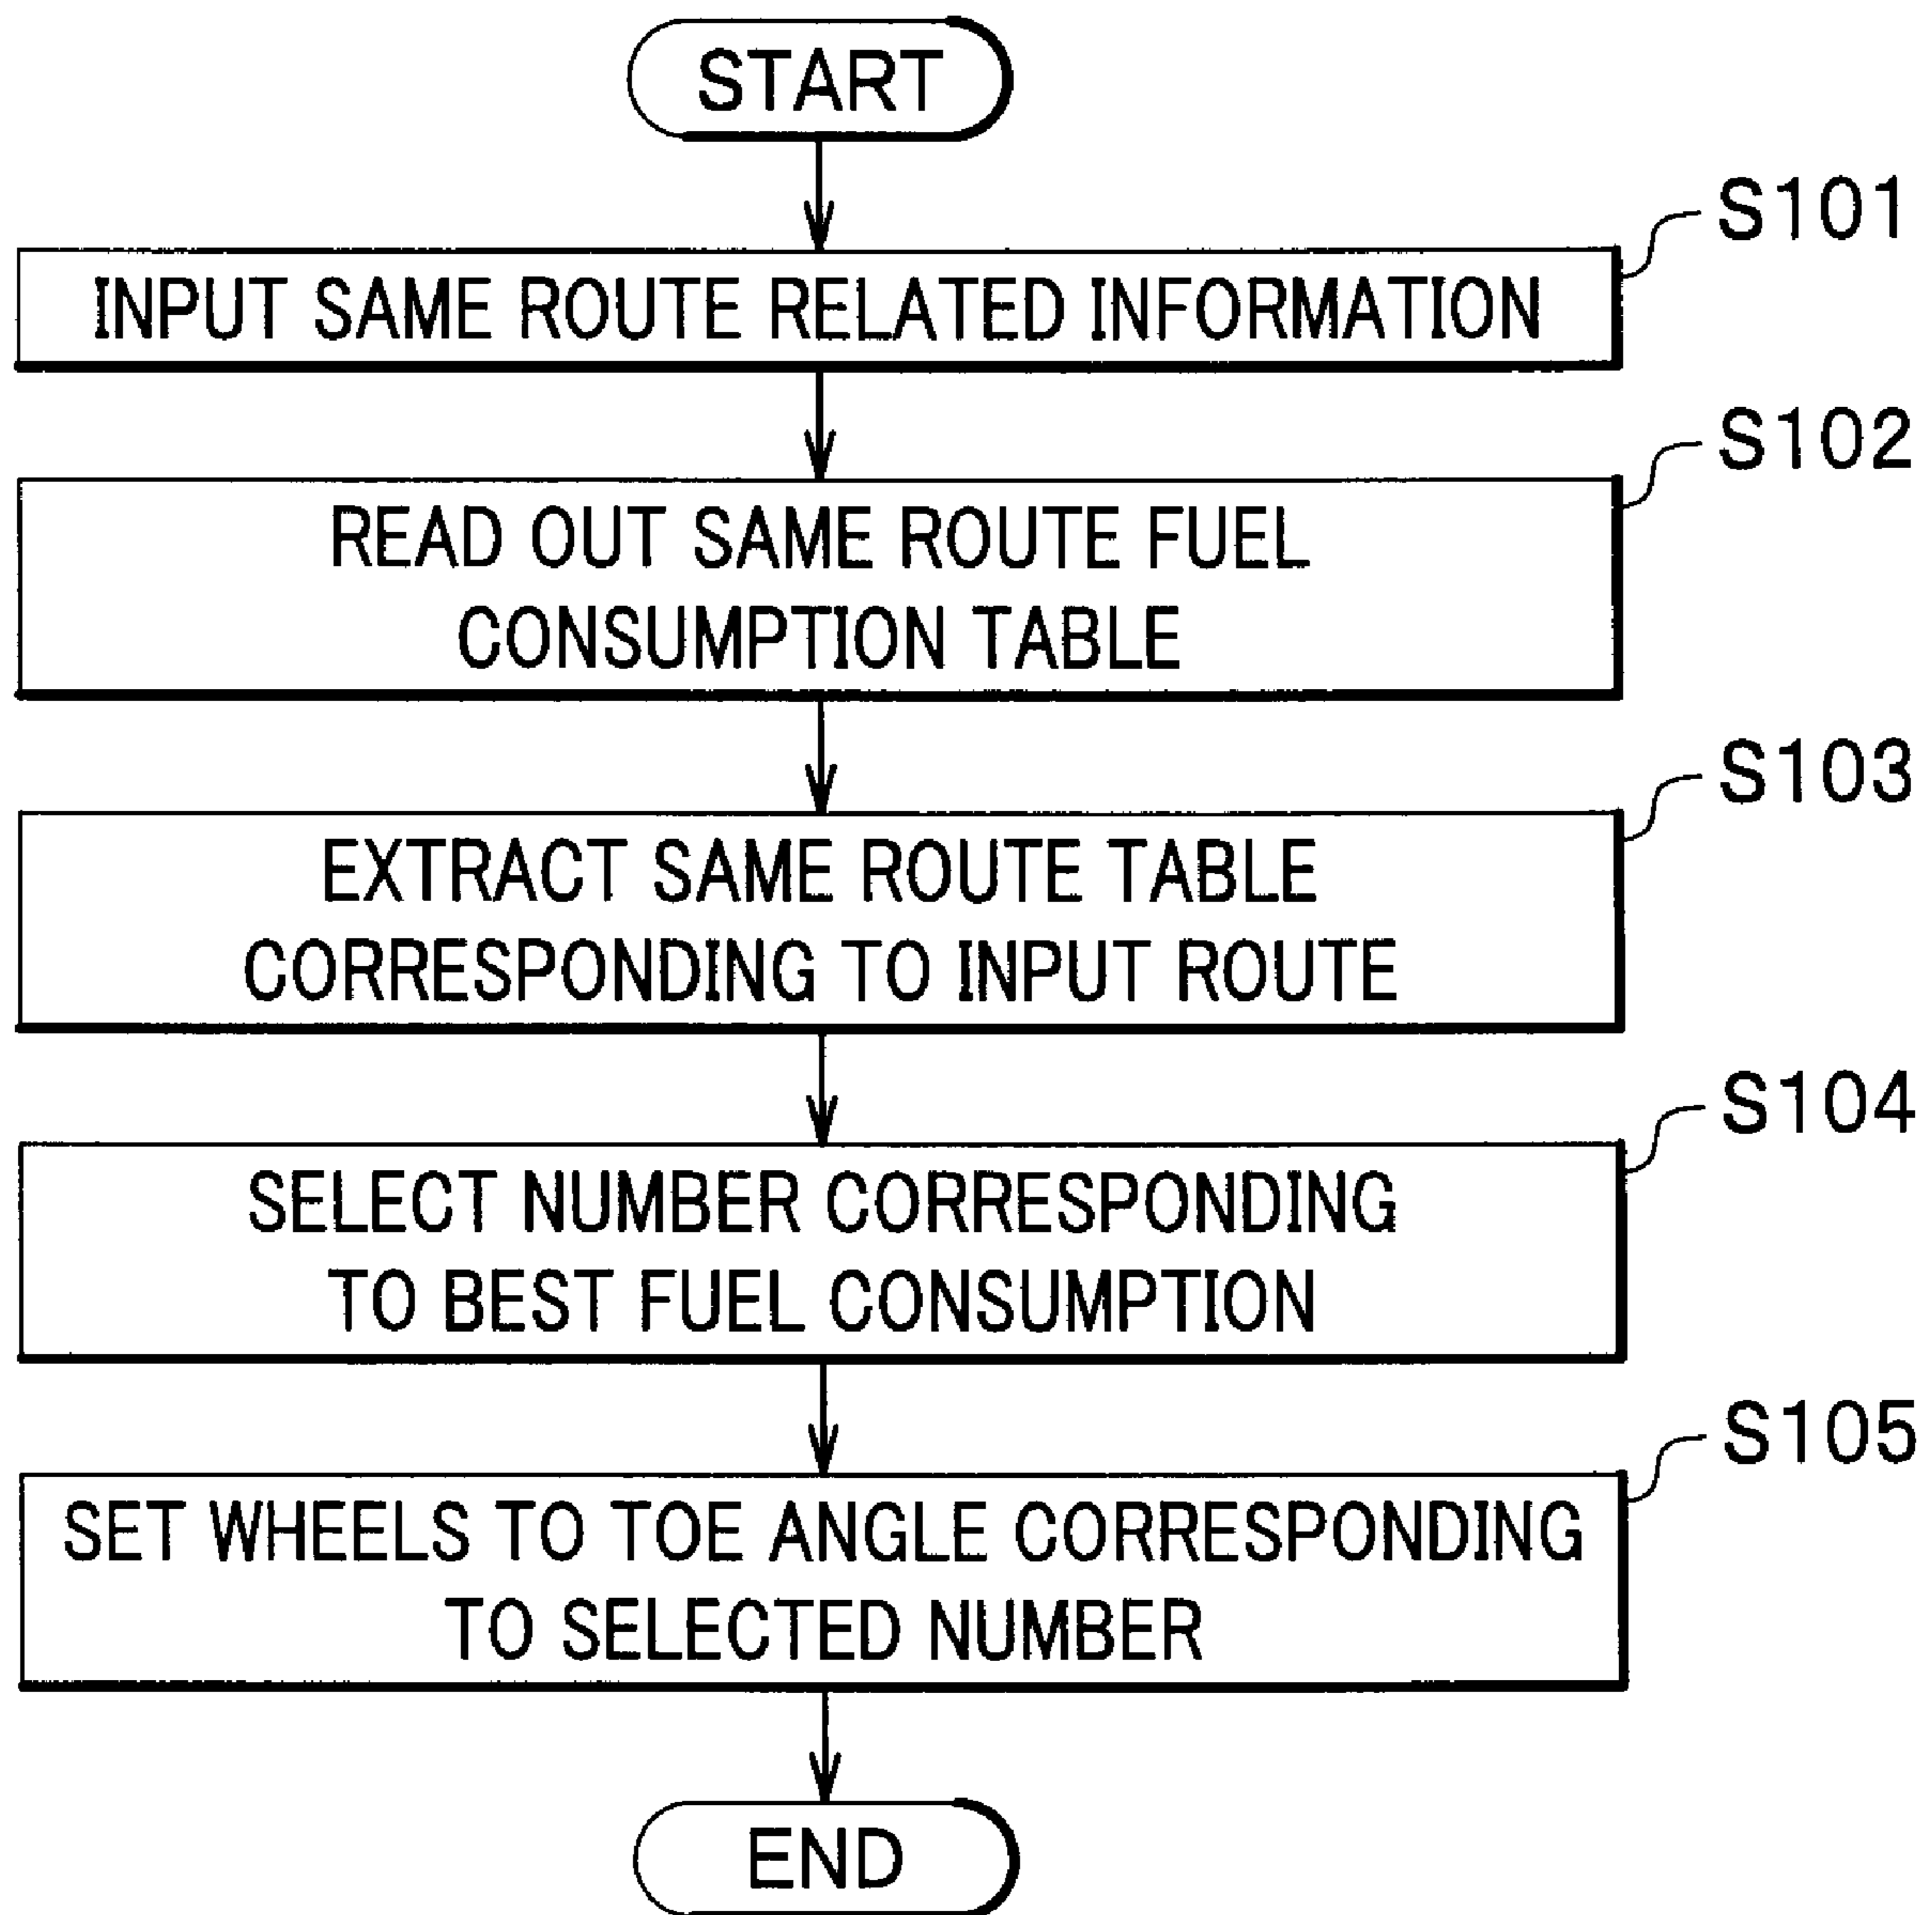 START
S101
INPUT SAME ROUTE RELATED INFORMATION
S102
READ OUT SAME ROUTE FUEL
CONSUMPTION TABLE
S103
EXTRACT SAME ROUTE TABLE
CORRESPONDING TO INPUT ROUTE
S104
SELECT NUMBER CORRESPONDING
TO BEST FUEL CONSUMPTION
S105
SET WHEELS TO TOE ANGLE CORRESPONDING
TO SELECTED NUMBER
END